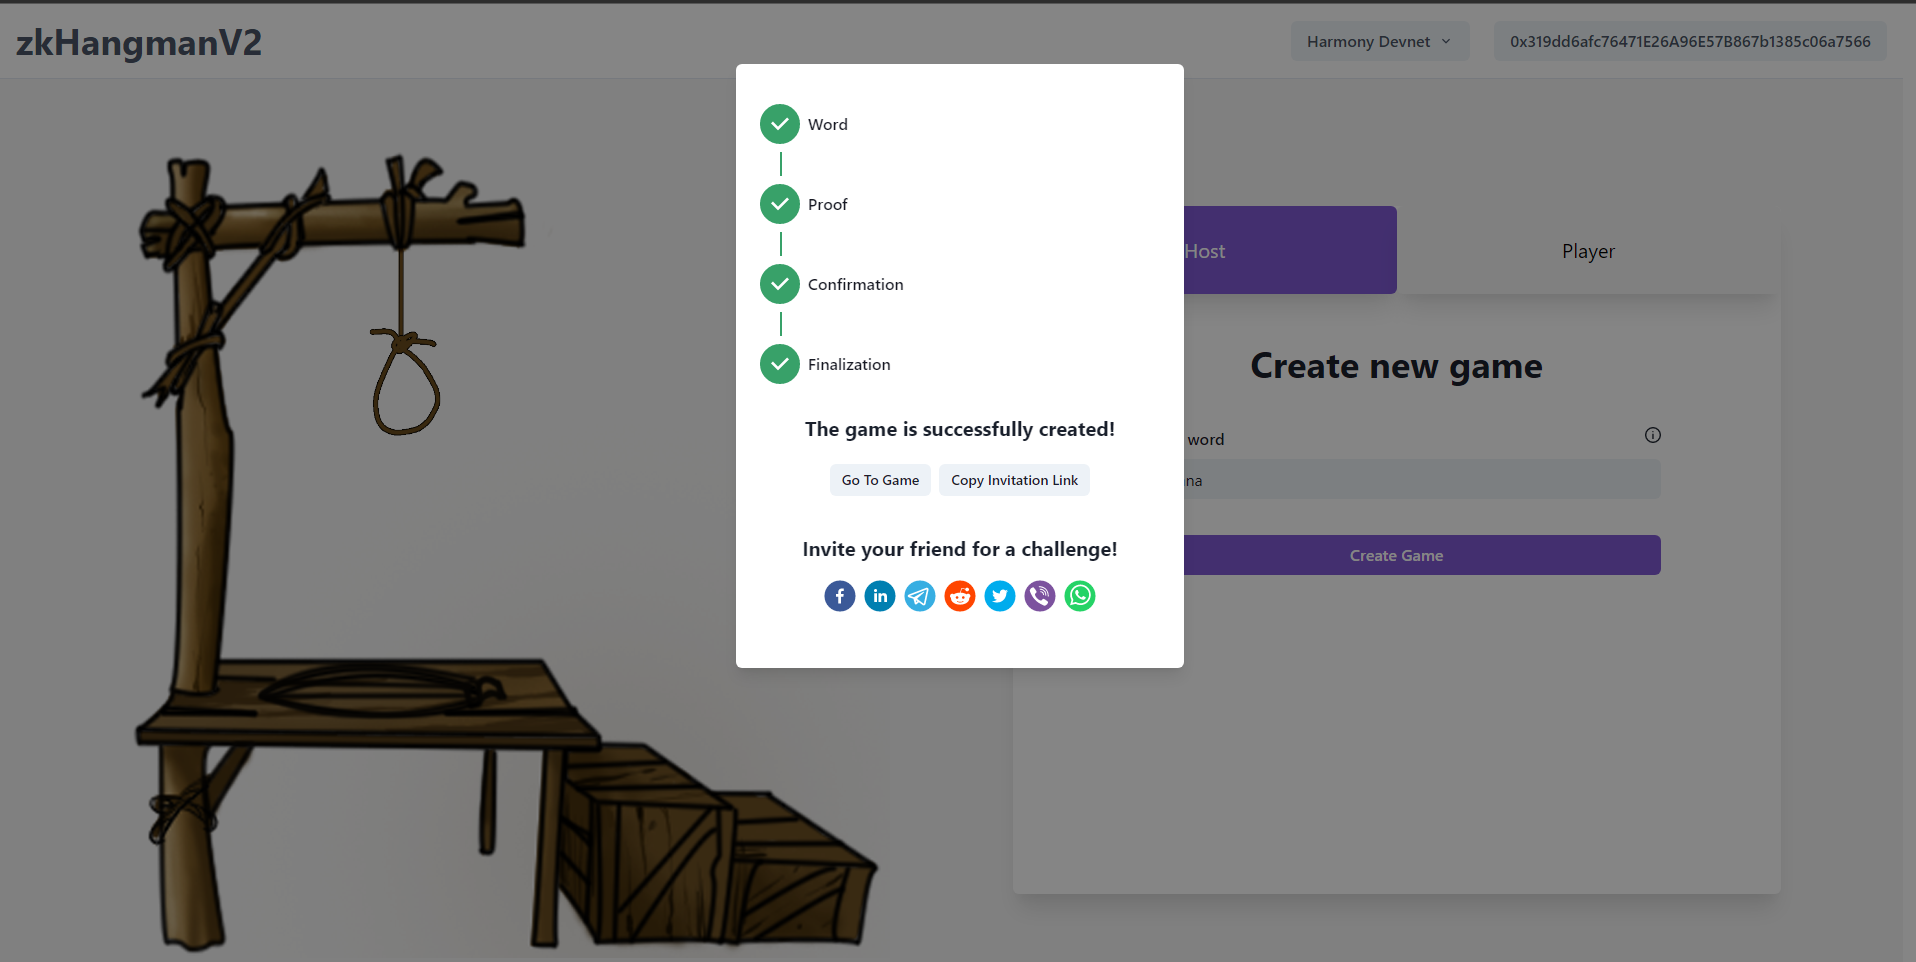 zkHangmanV2
Harmony Devnet
0x319dd6afc76471E26A96E57B867b1385c06a7566
Word
Proof
Confirmation
Finalization
The game is successfully created!
Go To Game
Copy Invitation Link
Invite your friend for a challenge!
Host
Player
Create new game
word
Create Game